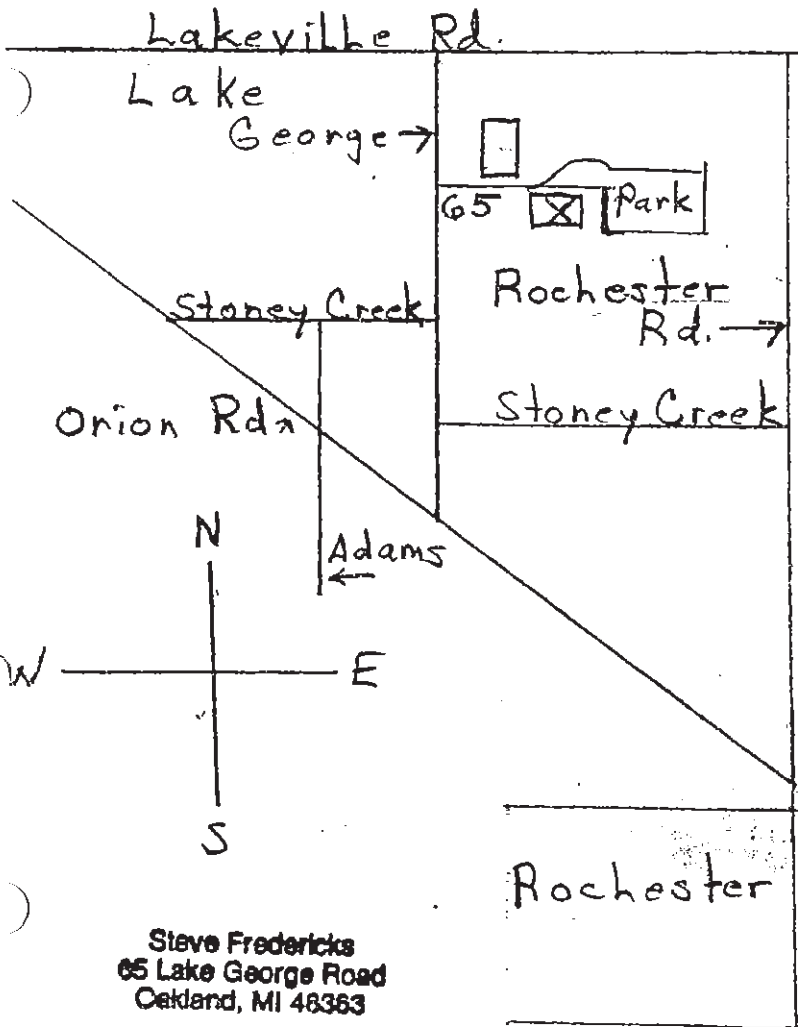 Lakeville Rd.
Lake
George →
65
Park
Rochester
Rd. →
Stoney Creek
Stoney Creek
Orion Rd
N
Adams
←
W
E
S
Rochester
Steve Fredericks
65 Lake George Road
Oakland, MI 48363